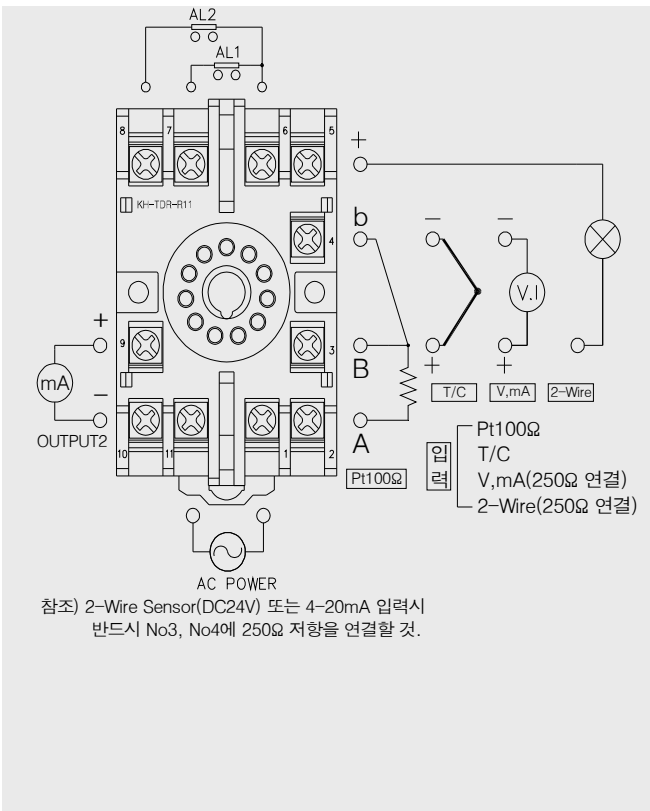 AL2
AL1
8 7 6 5
KH-TDR-R11
4
+
b
− −
V.I
+
9
3
mA
−
B
+ +
T/C V,mA 2-Wire
OUTPUT2
10 11 1 2
A
Pt100Ω
입력
Pt100Ω
T/C
V,mA(250Ω 연결)
2-Wire(250Ω 연결)
AC POWER
참조) 2-Wire Sensor(DC24V) 또는 4-20mA 입력시
반드시 No3, No4에 250Ω 저항을 연결할 것.